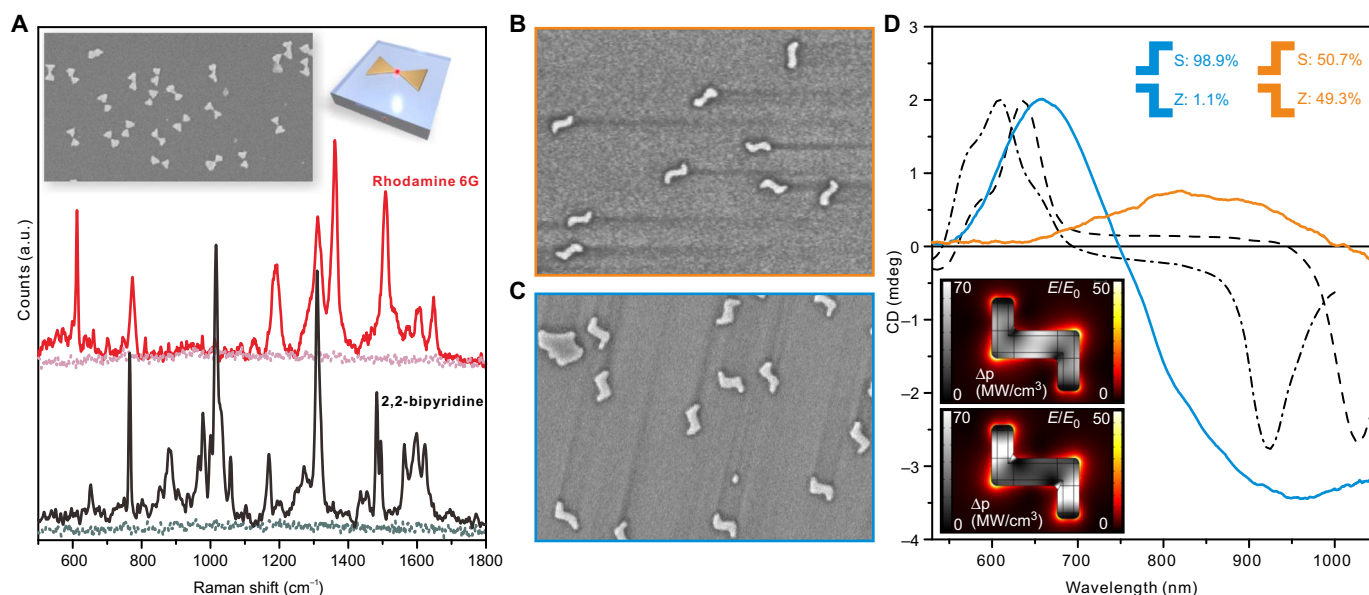 A
Rhodamine 6G
2,2-bipyridine
Counts (a.u.)
600 800 1000 1200 1400 1600 1800
Raman shift (cm⁻¹)
B
C
D
S: 98.9%
Z: 1.1%
S: 50.7%
Z: 49.3%
3
2
1
0
–1
–2
–3
–4
CD (mdeg)
70 E/E₀ 50
Δp
0 (MW/cm³) 0
70 E/E₀ 50
Δp
0 (MW/cm³) 0
600 700 800 900 1000
Wavelength (nm)